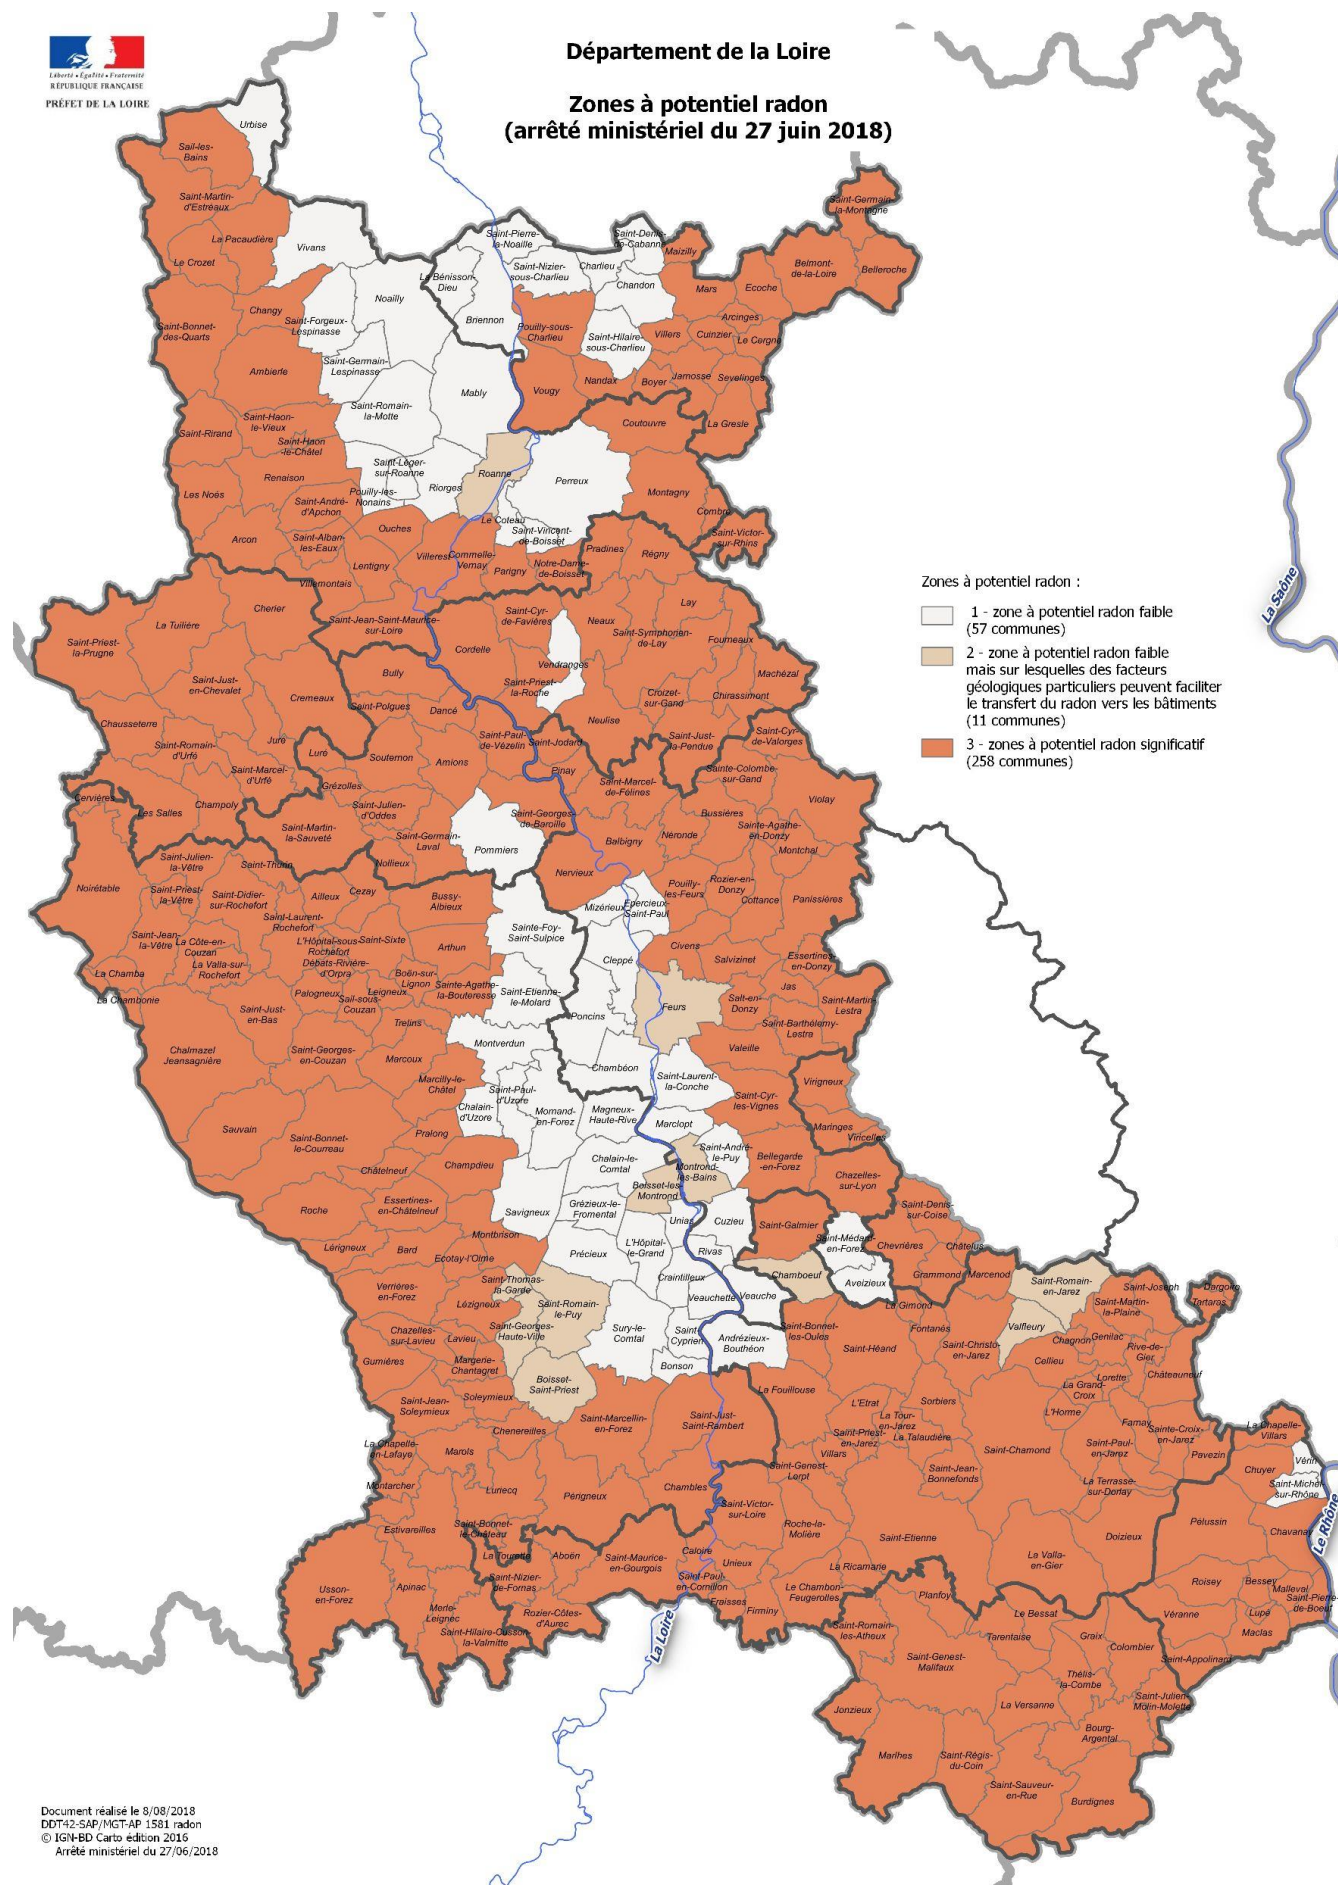 Liberté • Égalité • Fraternité
RÉPUBLIQUE FRANÇAISE
PRÉFET DE LA LOIRE
Département de la Loire
Zones à potentiel radon
(arrêté ministériel du 27 juin 2018)
Urbise
Sail-les-
Bains
Saint-Martin-
d'Estréaux
La Pacaudière
Le Crozet
Vivans
Saint-Germain-
la-Montagne
Saint-Pierre-
la-Noaille
Saint-Denis-
de-Cabanne
Maizilly
Belmont-
de-la-Loire
Belleroche
La Bénisson-
Dieu
Saint-Nizier-
sous-Charlieu
Charlieu
Chandon
Mars
Ecoche
Noailly
Changy
Saint-Forgeux-
Lespinasse
Briennon
Pouilly-sous-
Charlieu
Saint-Hilaire-
sous-Charlieu
Villers
Arcinges
Cuinzier
Le Cergne
Saint-Bonnet-
des-Quarts
Ambierle
Saint-Germain-
Lespinasse
Mably
Vougy
Nandax
Boyer
Jarnosse
Sevelinges
Saint-Romain-
la-Motte
Saint-Haon-
le-Vieux
Saint-Rirand
Saint-Haon
-le-Châtel
Coutouvre
La Gresle
Saint-Léger-
sur-Roanne
Roanne
Renaison
Riorges
Perreux
Les Noës
Pouilly-les-
Nonains
Montagny
Saint-André-
d'Apchon
Combre
Le Coteau
Saint-Vincent-
de-Boisset
Saint-Victor-
sur-Rhins
Ouches
Arcon
Saint-Alban-
les-Eaux
Villerest
Commelle-
Vernay
Pradines
Régny
Lentigny
Parigny
Notre-Dame-
de-Boisset
Villemontais
Cherier
Saint-Jean-Saint-Maurice-
sur-Loire
Saint-Cyr-
de-Favières
Neaux
Lay
La Tuilière
Saint-Symphorien-
de-Lay
Fourneaux
Saint-Priest-
la-Prugne
Cordelle
Vendranges
Machézal
Bully
Saint-Priest-
la-Roche
Saint-Just-
en-Chevalet
Cremeaux
Croizet-
sur-Gand
Chirassimont
Saint-Polgues
Dancé
Neulise
Chausseterre
Saint-Paul-
de-Vézelin
Saint-Jodard
Saint-Just-
la-Pendue
Saint-Cyr-
de-Valorges
Juré
Luré
Saint-Romain-
d'Urfé
Souternon
Amions
Pinay
Saint-Marcel-
d'Urfé
Saint-Marcel-
de-Félines
Sainte-Colombe-
sur-Gand
Grézolles
Cervières
Les Salles
Champoly
Saint-Julien-
d'Oddes
Saint-Georges-
de-Baroille
Violay
Bussières
Saint-Martin-
la-Sauveté
Saint-Germain-
Laval
Néronde
Sainte-Agathe-
en-Donzy
Balbigny
Pommiers
Montchal
Saint-Julien-
la-Vêtre
Saint-Thurin
Nollieux
Nervieux
Noirétable
Saint-Priest-
la-Vêtre
Saint-Didier-
sur-Rochefort
Ailleux
Cezay
Bussy-
Albieux
Pouilly-
les-Feurs
Rozier-en-
Donzy
Cottance
Panissières
Mizérieux
Epercieux-
Saint-Paul
Saint-Laurent-
Rochefort
Sainte-Foy-
Saint-Sulpice
Saint-Jean-
la-Vêtre
La Côte-en-
Couzan
L'Hôpital-sous-
Rochefort
Saint-Sixte
Arthun
Civens
Salvizinet
Essertines-
en-Donzy
Cleppé
La Valla-sur-
Rochefort
Débats-Rivière-
d'Orpra
La Chamba
Boën-sur-
Lignon
Sainte-Agathe-
la-Bouteresse
Saint-Etienne-
le-Molard
Jas
Palogneux
Leigneux
Sail-sous-
Couzan
La Chambonie
Saint-Just-
en-Bas
Feurs
Salt-en-
Donzy
Saint-Martin-
Lestra
Poncins
Trelins
Saint-Barthélemy-
Lestra
Montverdun
Chalmazel
Jeansagnière
Saint-Georges-
en-Couzan
Marcoux
Valeille
Chambéon
Marcilly-le-
Châtel
Saint-Laurent-
la-Conche
Virigneux
Saint-Paul-
d'Uzore
Saint-Cyr-
les-Vignes
Chalain-
d'Uzore
Mornand-
en-Forez
Magneux-
Haute-Rive
Marclopt
Sauvain
Pralong
Maringes
Viricelles
Saint-Bonnet-
le-Courreau
Saint-André-
le-Puy
Châtelneuf
Champdieu
Chalain-le-
Comtal
Montrond-
les-Bains
Bellegarde
-en-Forez
Chazelles-
sur-Lyon
Boisset-les-
Montrond
Roche
Essertines-
en-Châtelneuf
Savigneux
Grézieux-le-
Fromental
Unias
Cuzieu
Saint-Galmier
Saint-Denis-
sur-Coise
Lérigneux
Bard
Montbrison
Ecotay-l'Olme
Précieux
L'Hôpital-
le-Grand
Rivas
Saint-Médard-
en-Forez
Chevrières
Châtelus
Craintilleux
Chamboeuf
Aveizieux
Grammond
Marcenod
Verrières-
en-Forez
Saint-Thomas-
la-Garde
Lézigneux
Saint-Romain-
le-Puy
Veauchette
Veauche
Saint-Romain-
en-Jarez
Saint-Joseph
Dargoire
Tartaras
Saint-Martin-
la-Plaine
La Gimond
Chazelles-
sur-Lavieu
Lavieu
Saint-Georges-
Haute-Ville
Sury-le-
Comtal
Saint-
Cyprien
Andrézieux-
Bouthéon
Saint-Bonnet-
les-Oules
Saint-Héand
Fontanès
Saint-Christo-
en-Jarez
Valfleury
Chagnon
Genilac
Rive-de-
Gier
Gumières
Margerie-
Chantagret
Bonson
Cellieu
Lorette
Châteauneuf
Boisset-
Saint-Priest
Saint-Jean-
Soleymieux
Soleymieux
La Fouillouse
La Grand-
Croix
L'Etrat
Sorbiers
L'Horme
Saint-Marcellin-
en-Forez
Saint-Just-
Saint-Rambert
La Tour-
en-Jarez
Saint-Priest-
en-Jarez
La Talaudière
Farnay
Sainte-Croix-
en-Jarez
La Chapelle-
Villars
Chenereilles
La Chapelle-
en-Lafaye
Marols
Villars
Saint-Chamond
Saint-Paul-
en-Jarez
Pavezin
Vérin
Saint-Genest-
Lerpt
Saint-Jean-
Bonnefonds
Chuyer
Saint-Michel-
sur-Rhône
Montarcher
Luriecq
Périgneux
Chambles
La Terrasse-
sur-Dorlay
Saint-Victor-
sur-Loire
Roche-la-
Molière
Saint-Etienne
Doizieux
Pélussin
Chavanay
Estivareilles
Saint-Bonnet-
le-Château
La Tourette
Aboën
Saint-Maurice-
en-Gourgois
Caloire
Unieux
La Ricamarie
La Valla-
en-Gier
Usson-
en-Forez
Apinac
Saint-Nizier-
de-Fornas
Saint-Paul-
en-Cornillon
Le Chambon-
Feugerolles
Planfoy
Roisey
Bessey
Malleval
Saint-Pierre-
de-Boeuf
Merle-
Leignec
Rozier-Côtes-
d'Aurec
Fraisses
Firminy
Le Bessat
Véranne
Lupé
Maclas
Saint-Hilaire-Cusson-
la-Valmitte
Saint-Romain-
les-Atheux
Tarentaise
Graix
Colombier
Saint-Appolinard
Saint-Genest-
Malifaux
Thélis-
la-Combe
Jonzieux
La Versanne
Saint-Julien-
Molin-Molette
Bourg-
Argental
Marlhes
Saint-Régis-
du-Coin
Saint-Sauveur-
en-Rue
Burdignes
La Loire
La Saône
Le Rhône
Zones à potentiel radon :
1 - zone à potentiel radon faible
(57 communes)
2 - zone à potentiel radon faible
mais sur lesquelles des facteurs
géologiques particuliers peuvent faciliter
le transfert du radon vers les bâtiments
(11 communes)
3 - zones à potentiel radon significatif
(258 communes)
Document réalisé le 8/08/2018
DDT42-SAP/MGT-AP 1581 radon
© IGN-BD Carto édition 2016
Arrêté ministériel du 27/06/2018